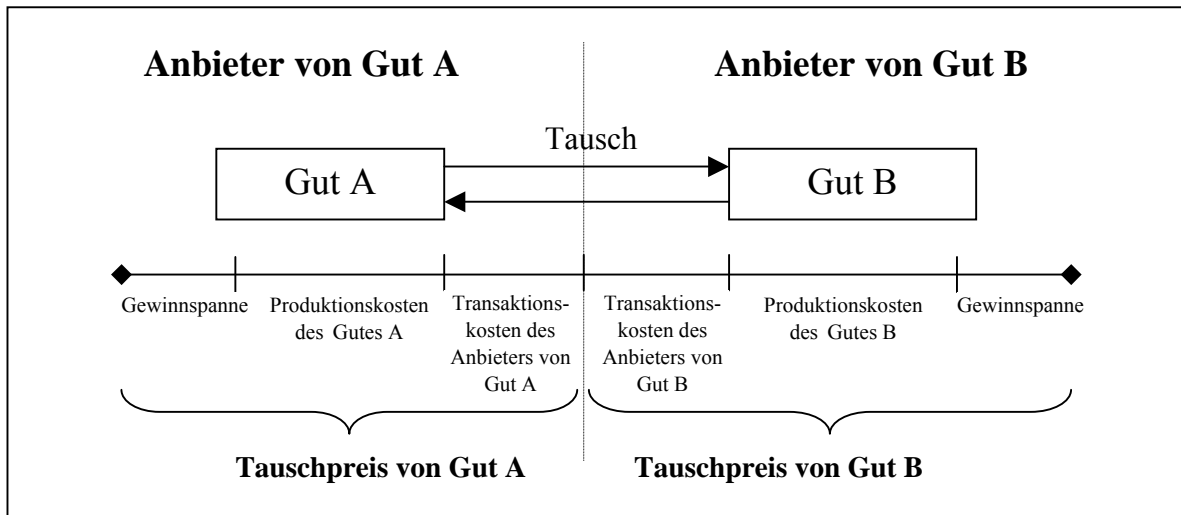 Anbieter von Gut A
Anbieter von Gut B
Tausch
Gut A
Gut B
Gewinnspanne
Produktionskosten
des Gutes A
Transaktions-
kosten des
Anbieters von
Gut A
Transaktions-
kosten des
Anbieters von
Gut B
Produktionskosten
des Gutes B
Gewinnspanne
Tauschpreis von Gut A
Tauschpreis von Gut B